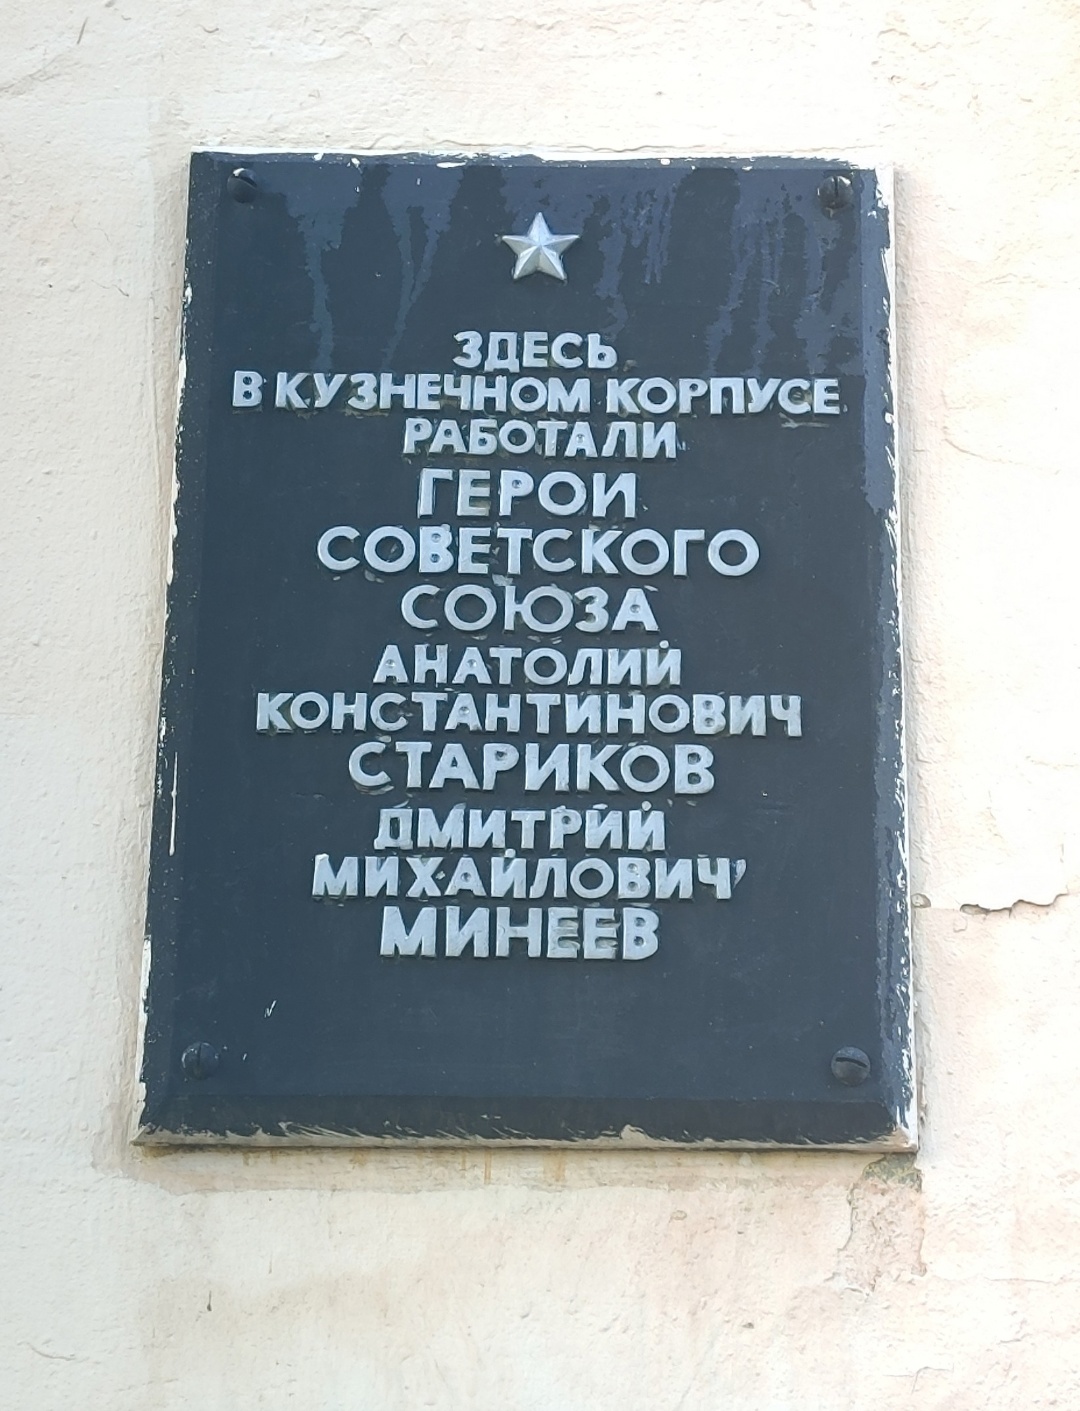 ЗДЕСЬ
В КУЗНЕЧНОМ КОРПУСЕ
РАБОТАЛИ
ГЕРОИ
СОВЕТСКОГО
СОЮЗА
АНАТОЛИЙ
КОНСТАНТИНОВИЧ
СТАРИКОВ
ДМИТРИЙ
МИХАЙЛОВИЧ
МИНЕЕВ